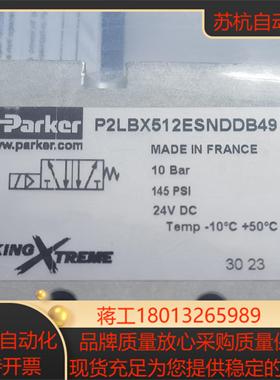 苏杭自动
Parker
www.parker.com
P2LBX512ESNDDB49
MADE IN FRANCE
10 Bar
145 PSI
24V DC
Temp -10°C +50°C
30 23
蒋工18013265989
自动化
开票
品牌质量放心采购质量保
现货充足为您提供稳定的